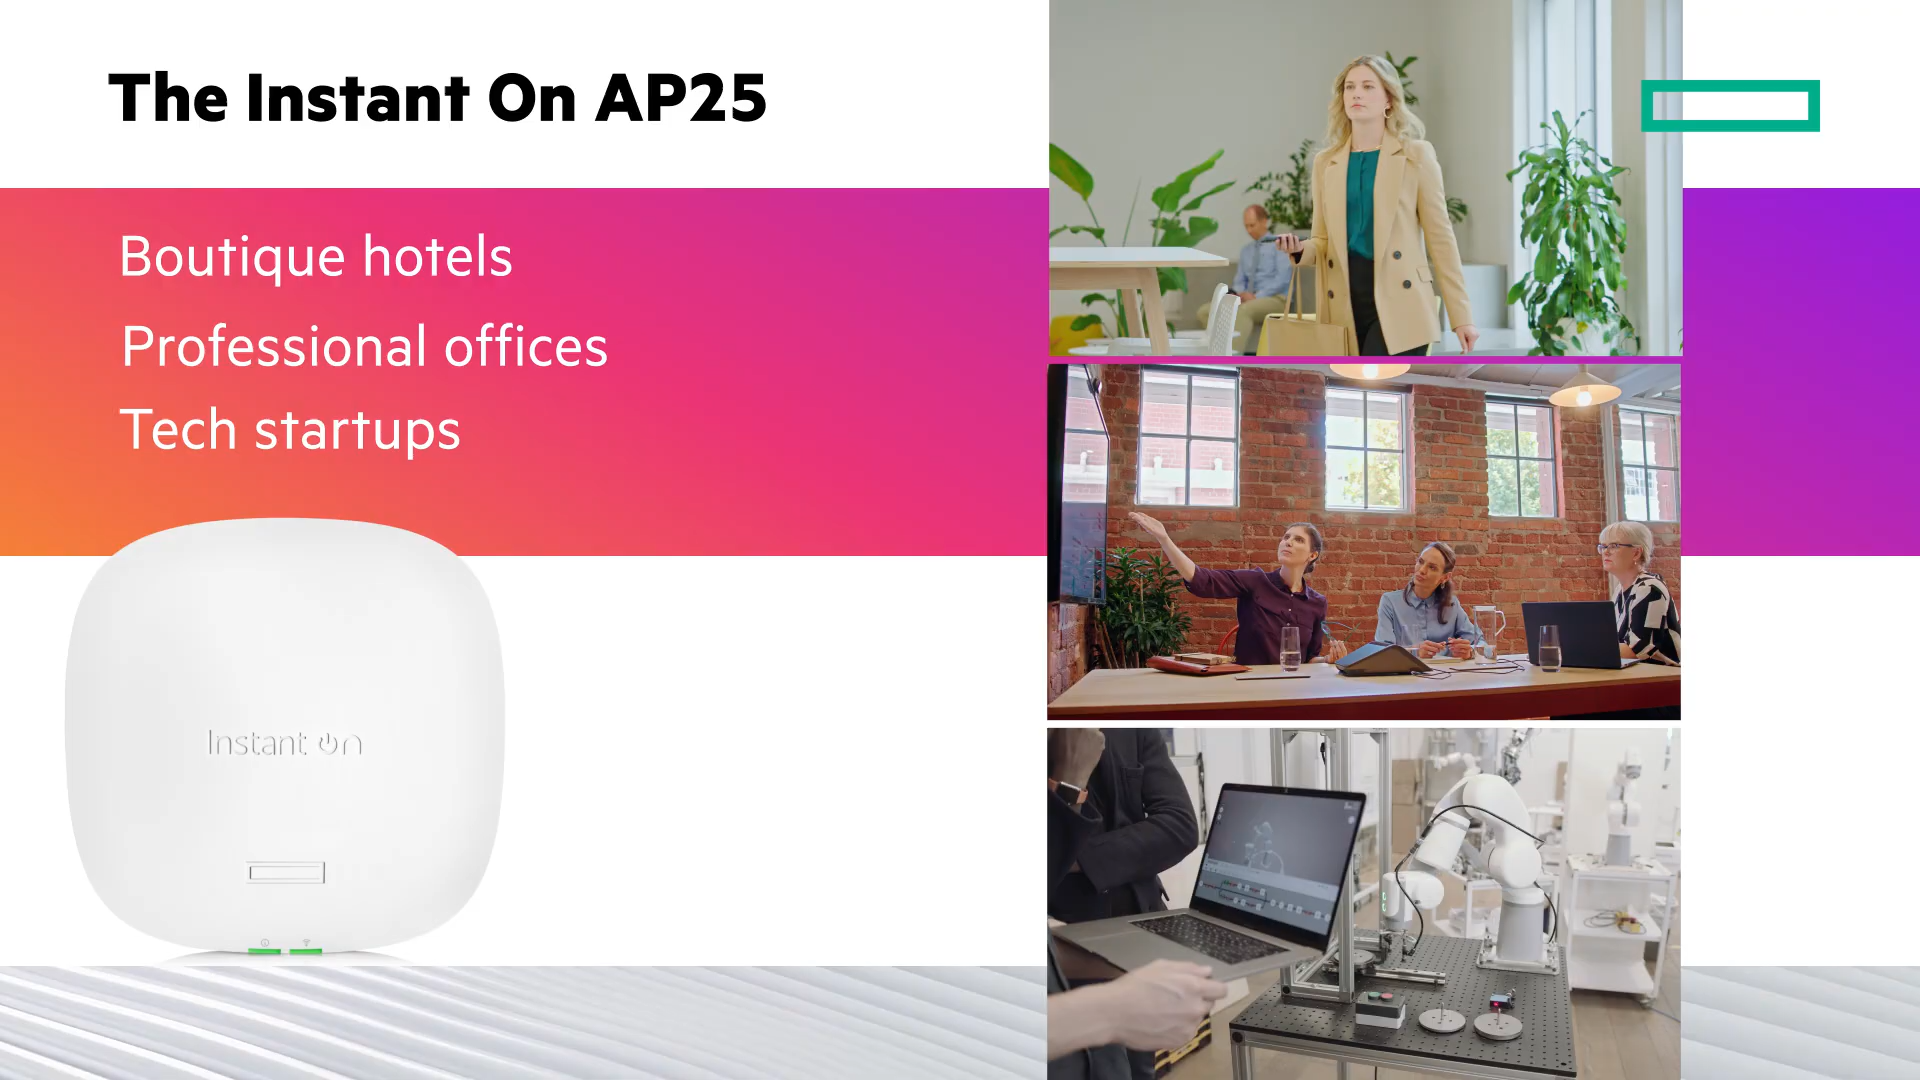 The Instant On AP25
Boutique hotels
Professional offices
Tech startups
Instant On